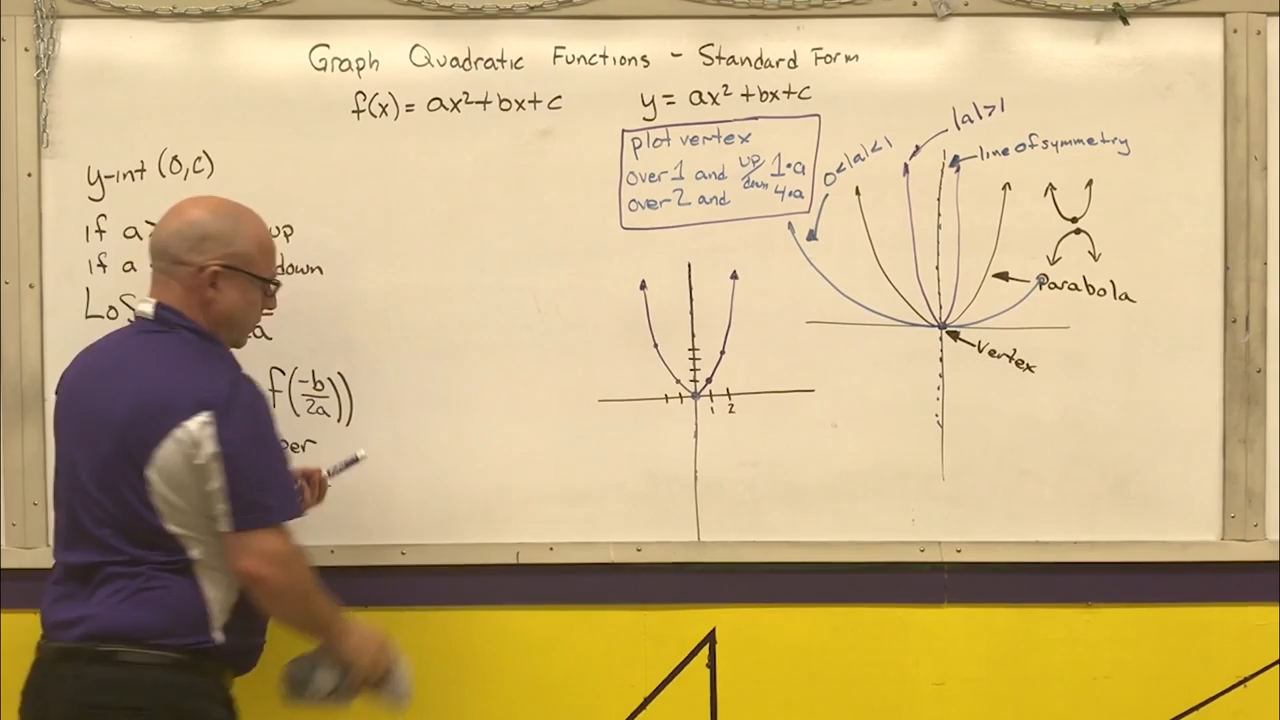 Graph Quadratic Functions - Standard Form
f(x) = ax²+bx+c
y = ax²+bx+c
y-int (0,c)
if a up
if a down
Los
a
f(-b/2a))
plot vertex
over 1 and up/down 1·a
over 2 and 4·a
0<|a|<1
|a|>1
line of symmetry
Parabola
Vertex
1 2